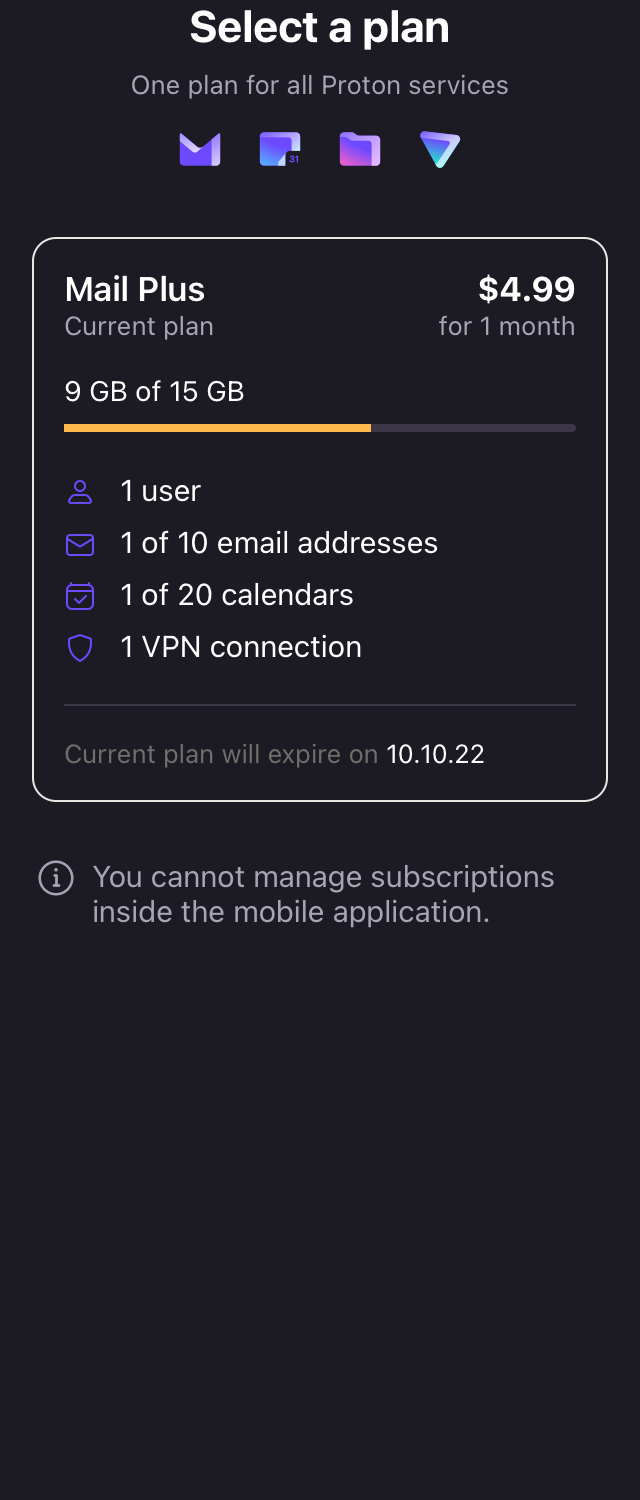 Select a plan
One plan for all Proton services
31
Mail Plus
$4.99
Current plan
for 1 month
9 GB of 15 GB
1 user
1 of 10 email addresses
1 of 20 calendars
1 VPN connection
Current plan will expire on 10.10.22
You cannot manage subscriptions
inside the mobile application.